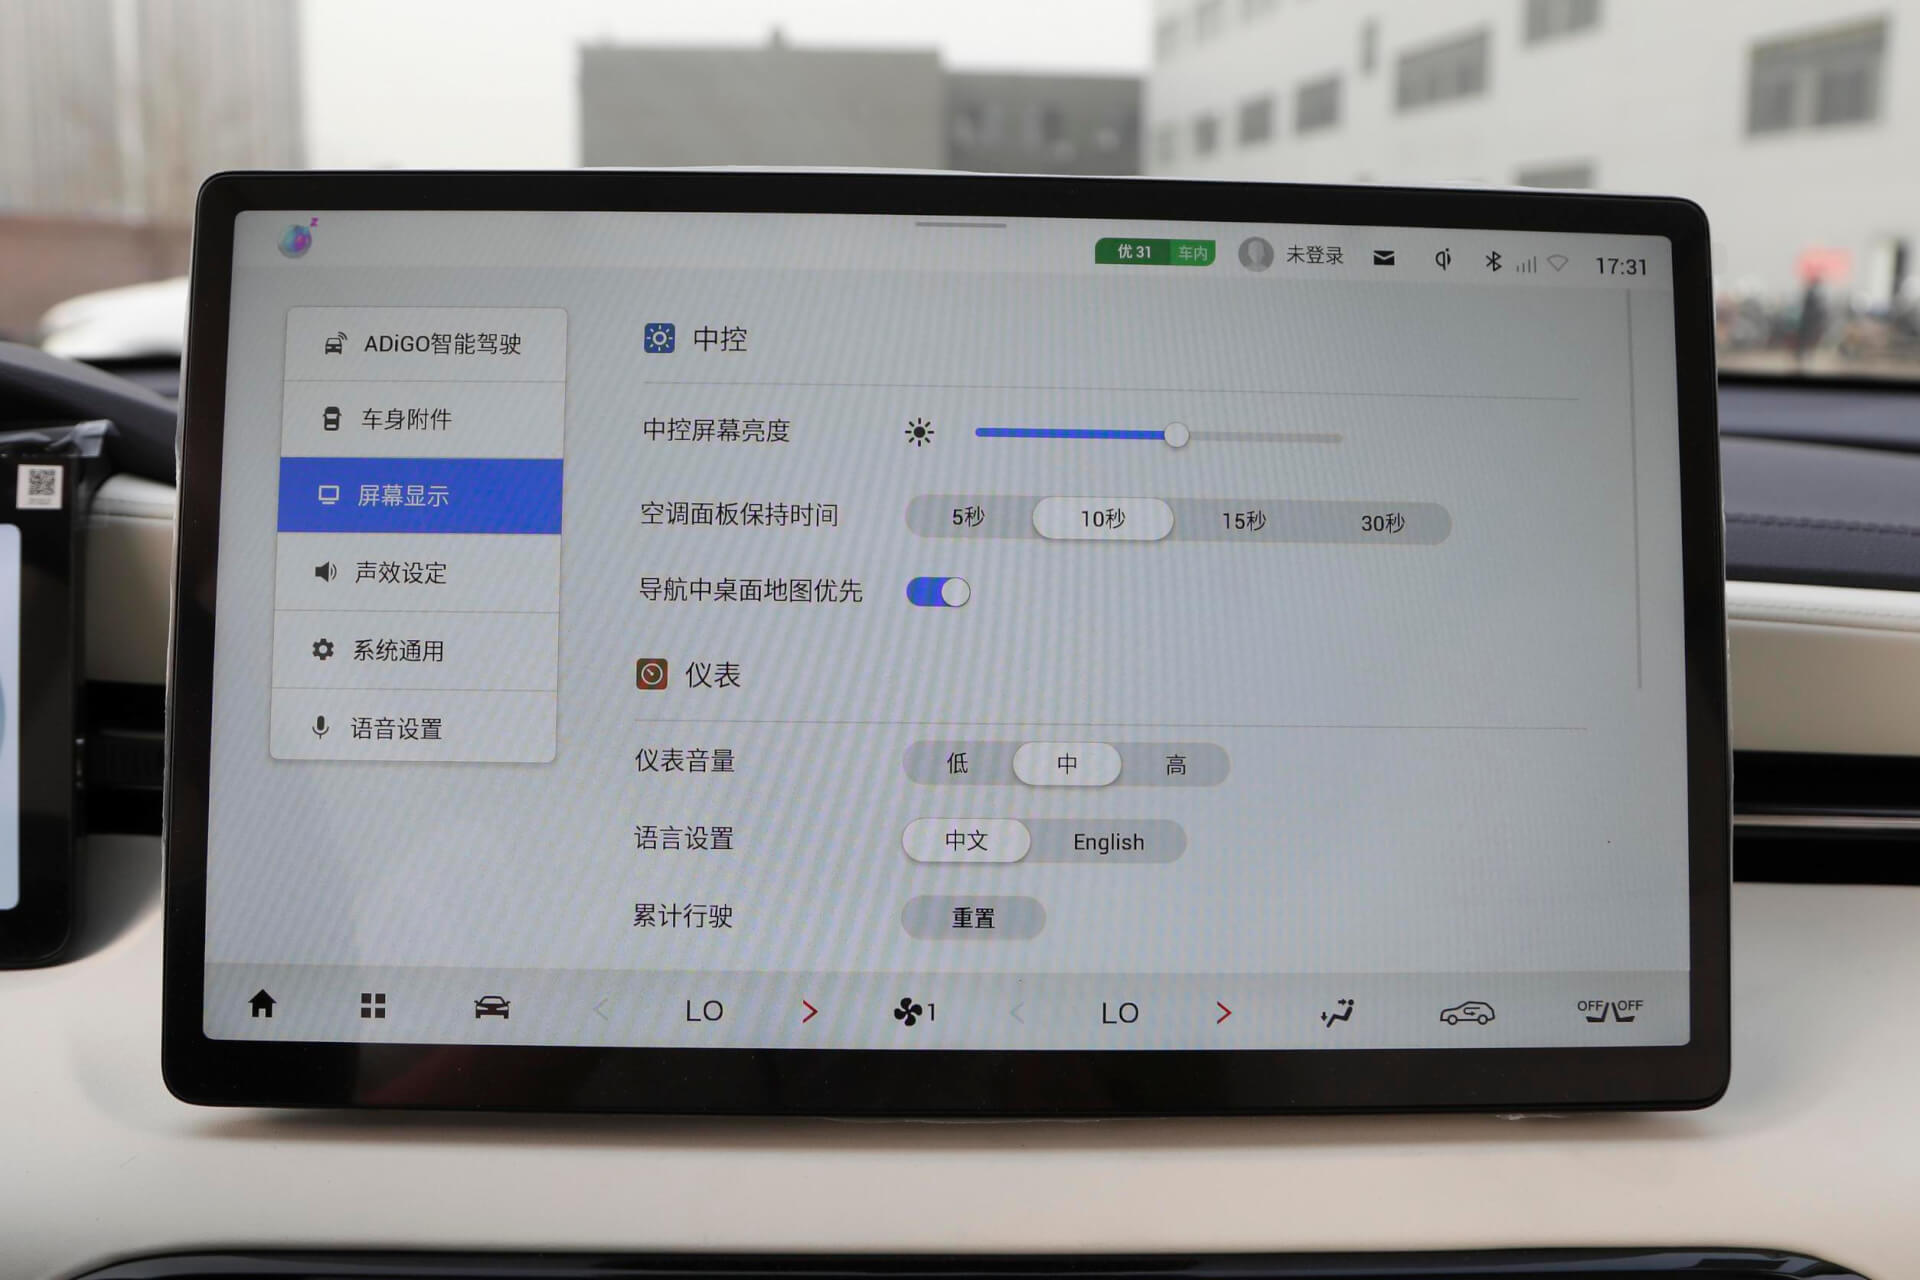 z
优 31 车内 未登录 17:31
ADiGO智能驾驶
车身附件
屏幕显示
声效设定
系统通用
语音设置
中控
中控屏幕亮度
空调面板保持时间 5秒 10秒 15秒 30秒
导航中桌面地图优先
仪表
仪表音量 低 中 高
语言设置 中文 English
累计行驶 重置
LO 1 LO OFF OFF